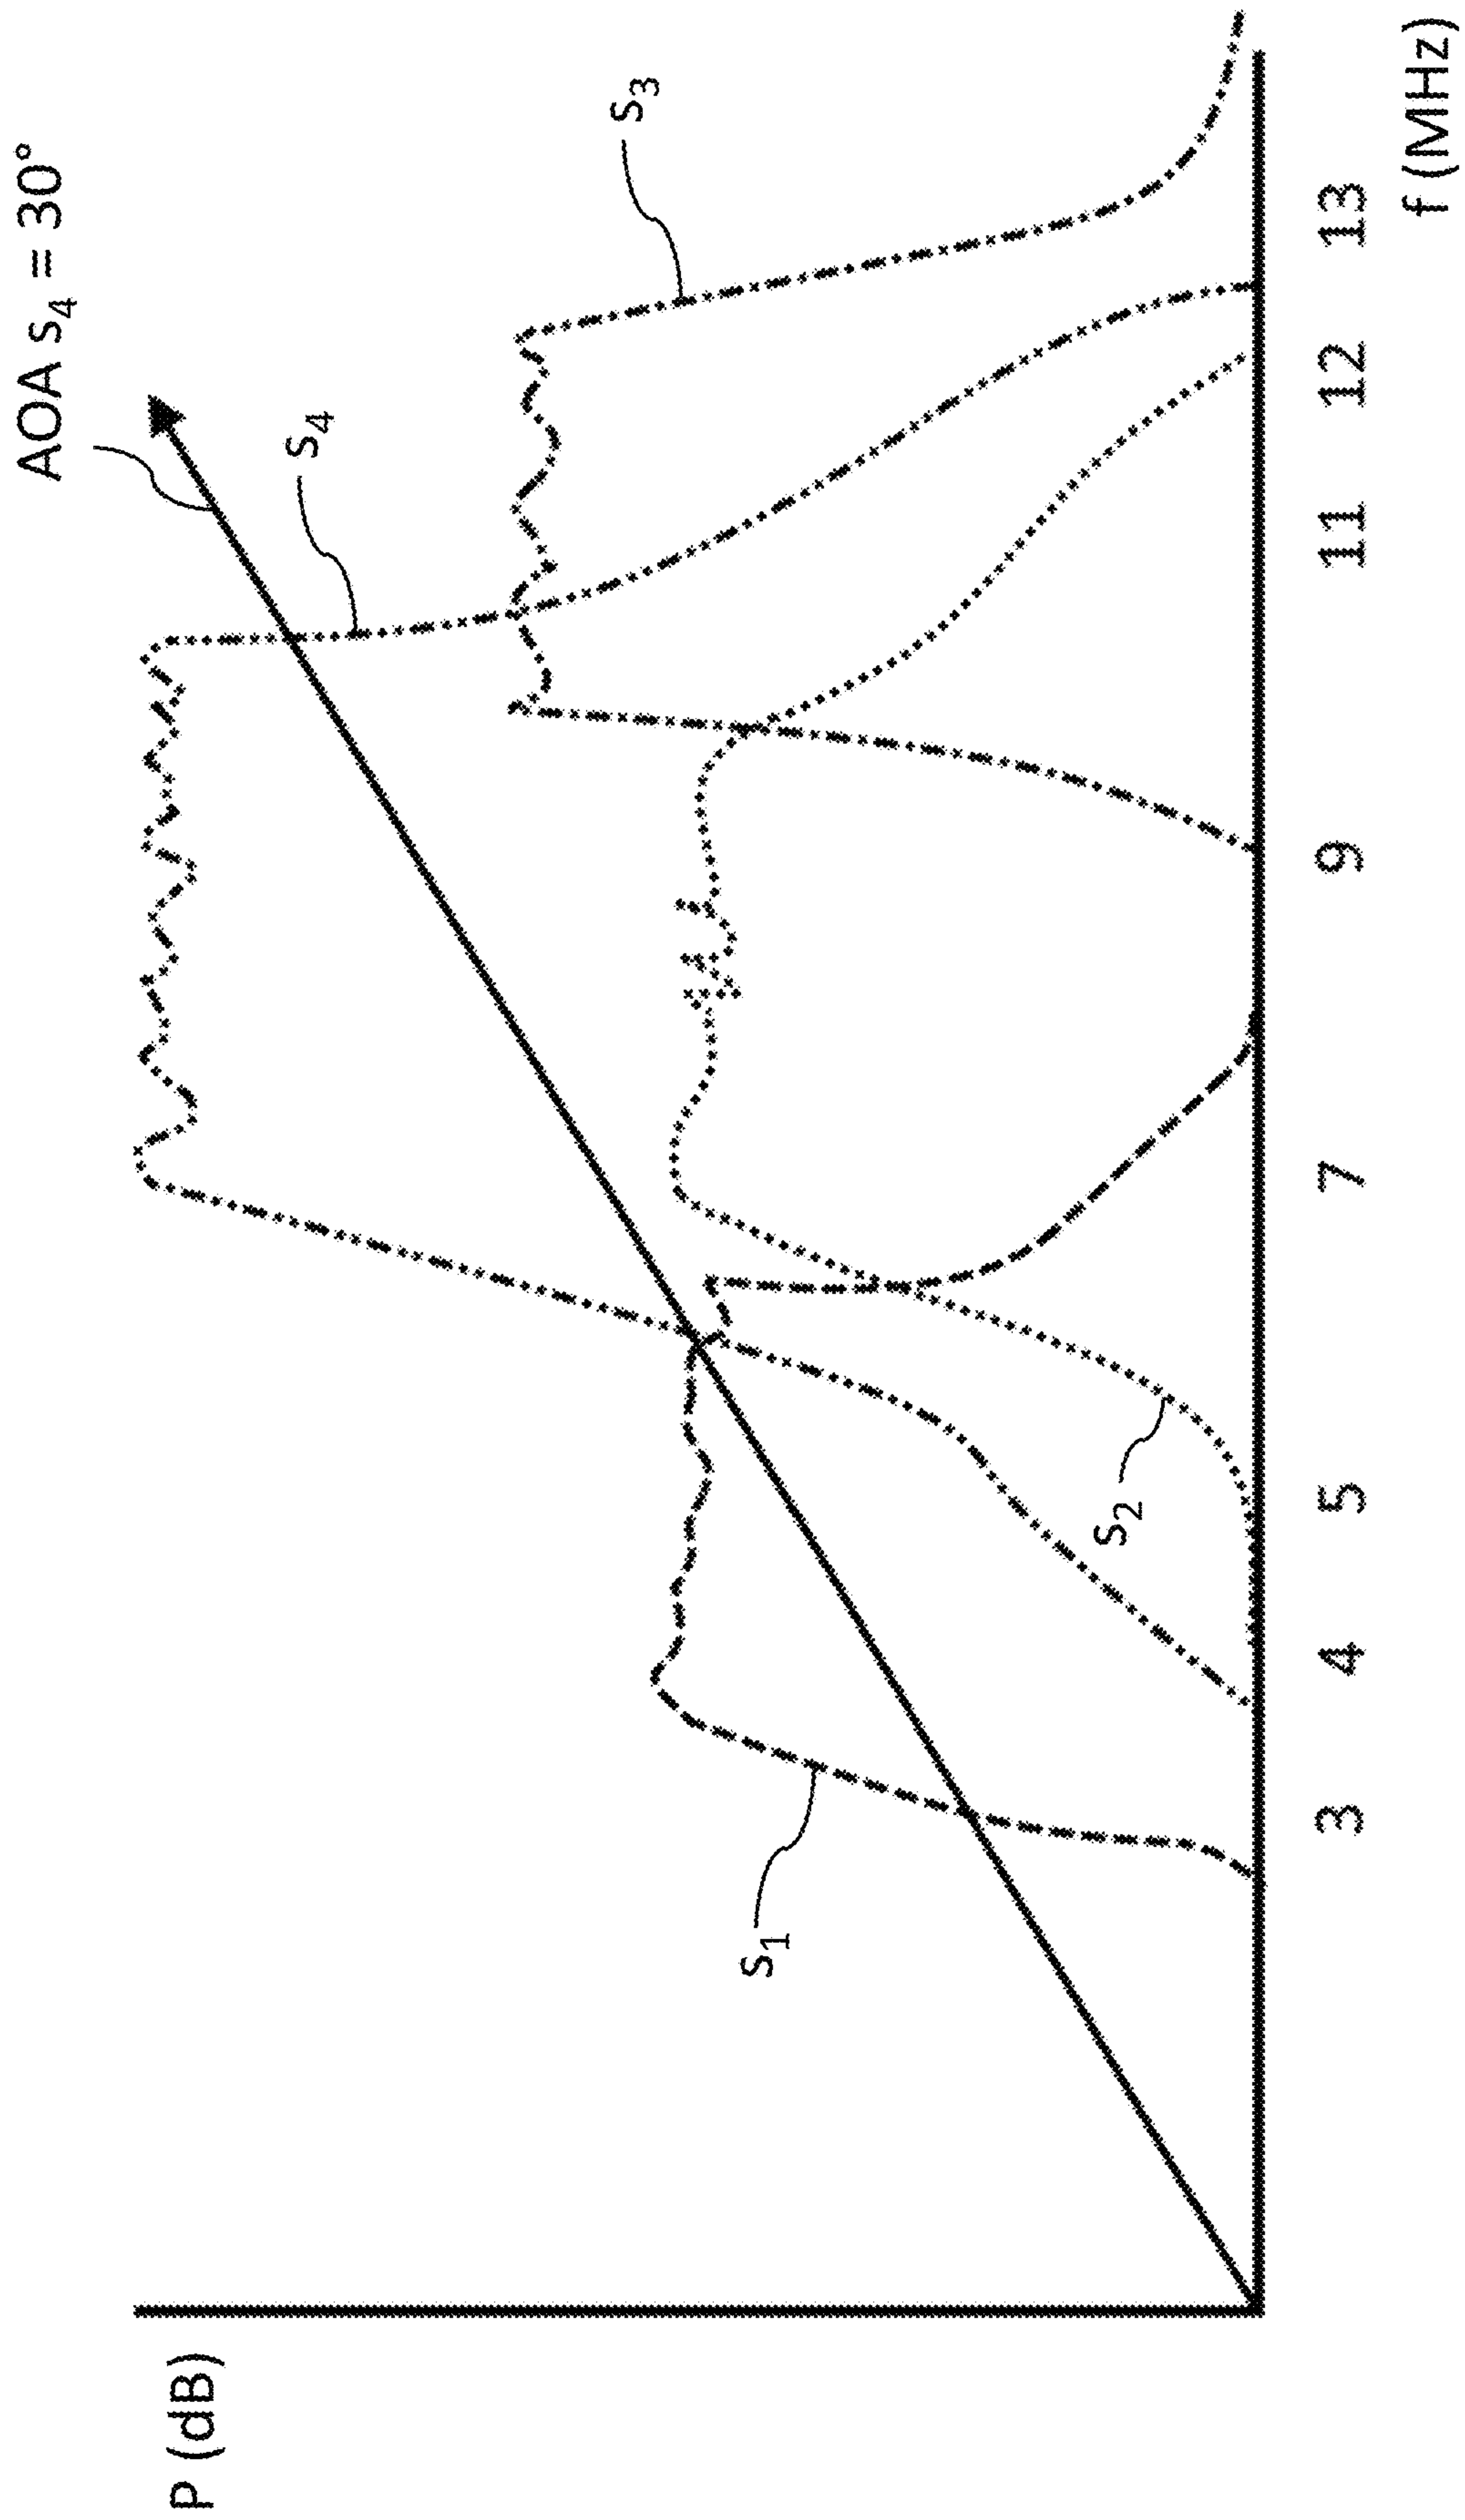 P (dB)
AOA s₄ = 30°
s₄
s₃
s₁
s₂
3 4 5 7 9 11 12 13
f (MHz)